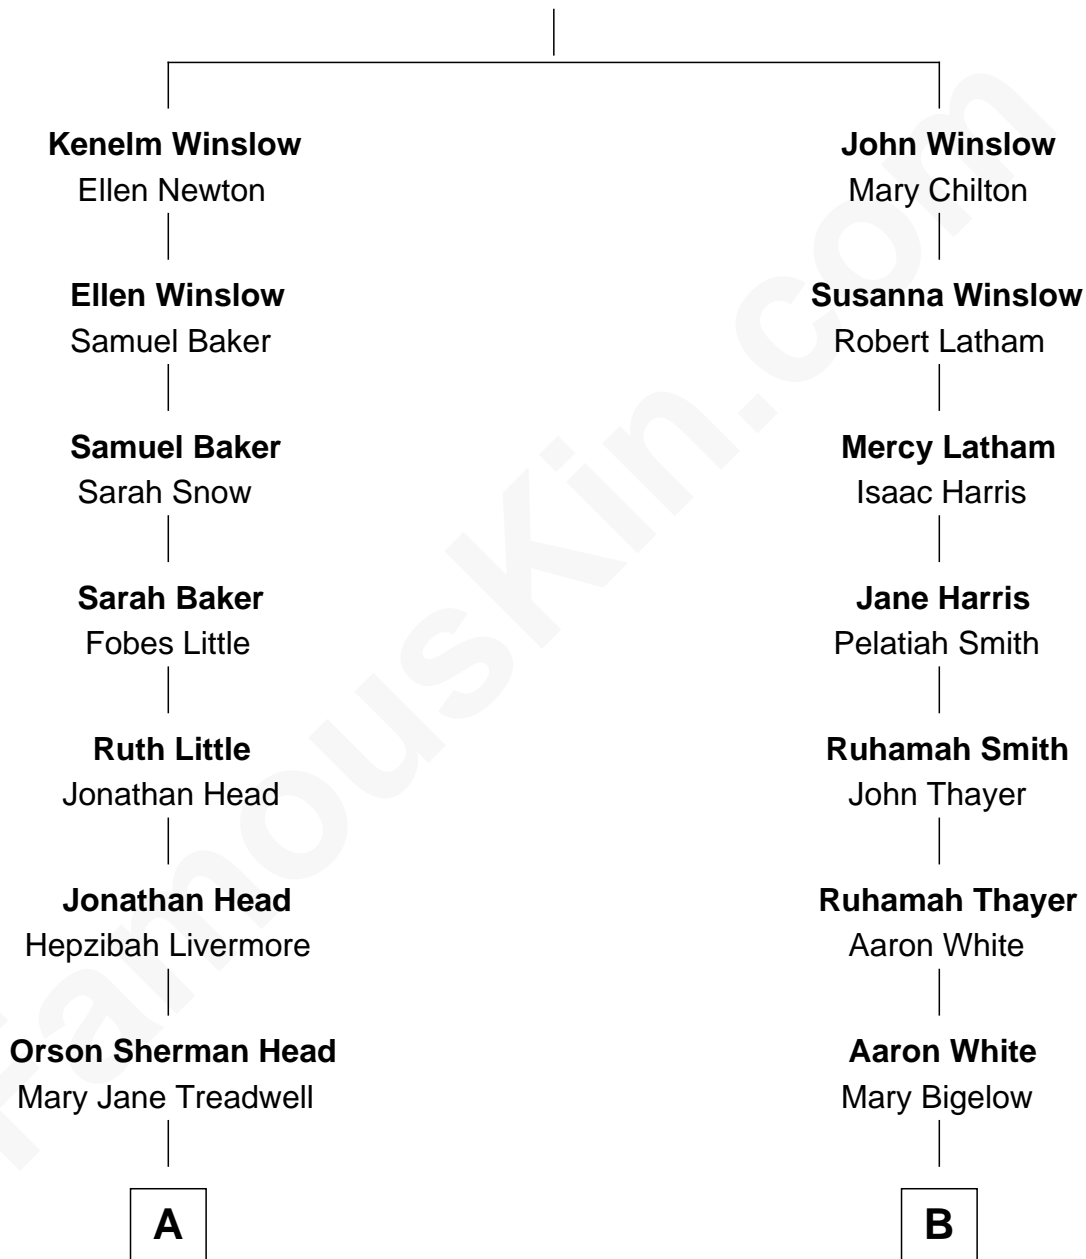 Kenelm Winslow
Ellen Newton
Ellen Winslow
Samuel Baker
Samuel Baker
Sarah Snow
Sarah Baker
Fobes Little
Ruth Little
Jonathan Head
Jonathan Head
Hepzibah Livermore
Orson Sherman Head
Mary Jane Treadwell
A
John Winslow
Mary Chilton
Susanna Winslow
Robert Latham
Mercy Latham
Isaac Harris
Jane Harris
Pelatiah Smith
Ruhamah Smith
John Thayer
Ruhamah Thayer
Aaron White
Aaron White
Mary Bigelow
B
FamousKin.com